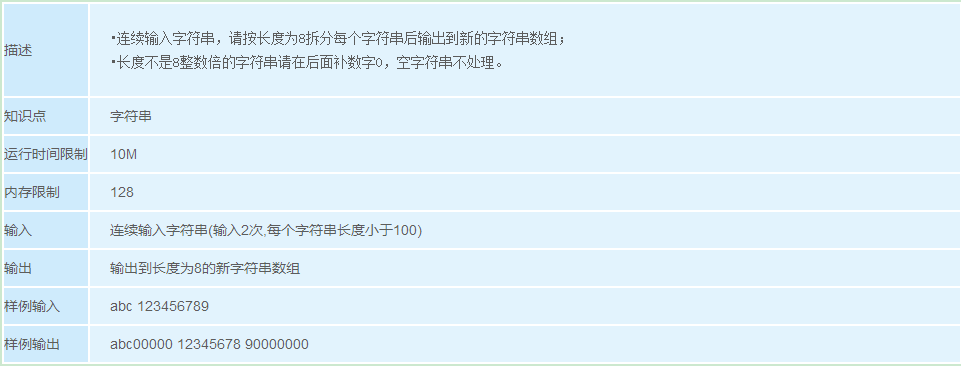 描述
•连续输入字符串，请按长度为8拆分每个字符串后输出到新的字符串数组；
•长度不是8整数倍的字符串请在后面补数字0，空字符串不处理。
知识点 字符串
运行时间限制 10M
内存限制 128
输入 连续输入字符串(输入2次,每个字符串长度小于100)
输出 输出到长度为8的新字符串数组
样例输入 abc 123456789
样例输出 abc00000 12345678 90000000